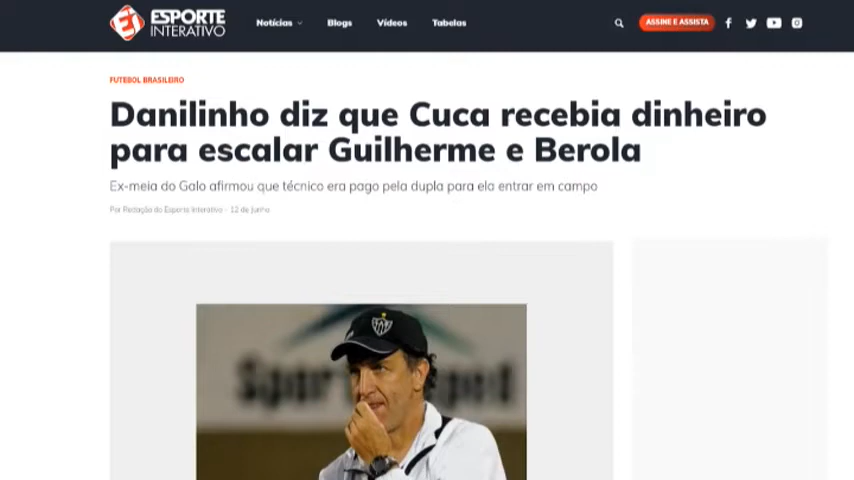 ESPORTE
INTERATIVO
Notícias
Blogs
Vídeos
Tabelas
ASSINE E ASSISTA
FUTEBOL BRASILEIRO
Danilinho diz que Cuca recebia dinheiro
para escalar Guilherme e Berola
Ex-meia do Galo afirmou que técnico era pago pela dupla para ela entrar em campo
Por Redação do Esporte Interativo - 12 de Junho